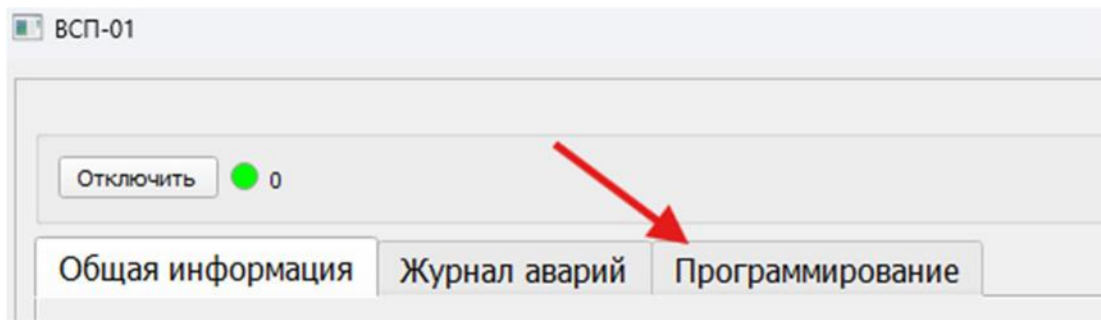 ВСП-01
Отключить 0
Общая информация Журнал аварий Программирование